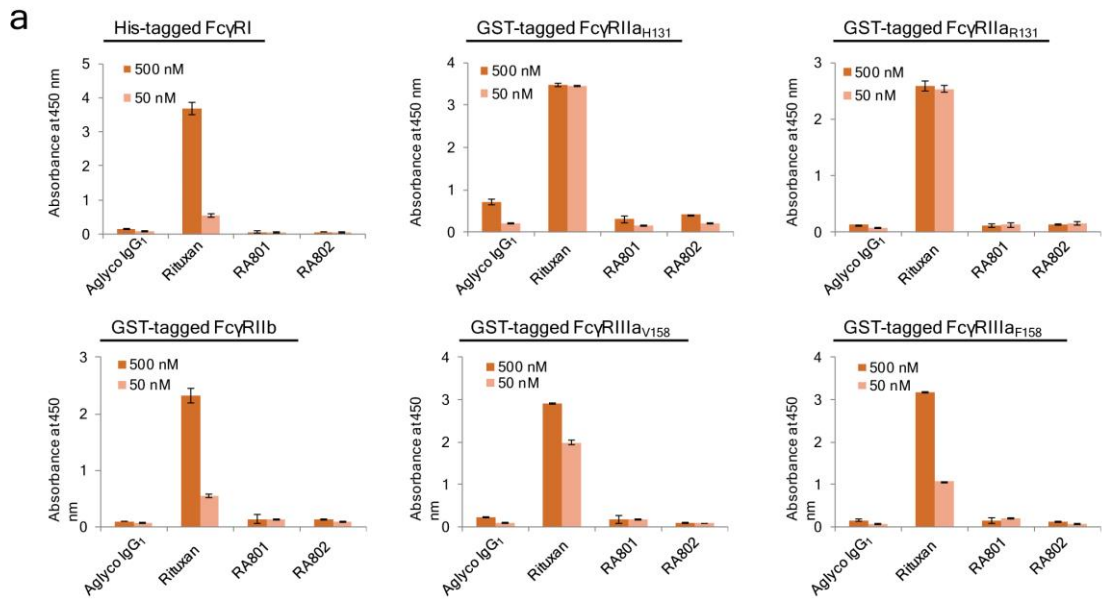 a
His-tagged FcγRI
Absorbance at 450 nm
5
4
3
2
1
0
500 nM
50 nM
Aglyco IgG₁
Rituxan
RA801
RA802
GST-tagged FcγRIIa_H131
Absorbance at 450 nm
4
3
2
1
0
500 nM
50 nM
Aglyco IgG₁
Rituxan
RA801
RA802
GST-tagged FcγRIIa_R131
Absorbance at 450 nm
3
2
1
0
500 nM
50 nM
Aglyco IgG₁
Rituxan
RA801
RA802
GST-tagged FcγRIIb
Absorbance at 450
nm
3
2
1
0
500 nM
50 nM
Aglyco IgG₁
Rituxan
RA801
RA802
GST-tagged FcγRIIIa_V158
Absorbance at 450
nm
4
3
2
1
0
500 nM
50 nM
Aglyco IgG₁
Rituxan
RA801
RA802
GST-tagged FcγRIIIa_F158
Absorbance at 450
nm
4
3
2
1
0
500 nM
50 nM
Aglyco IgG₁
Rituxan
RA801
RA802